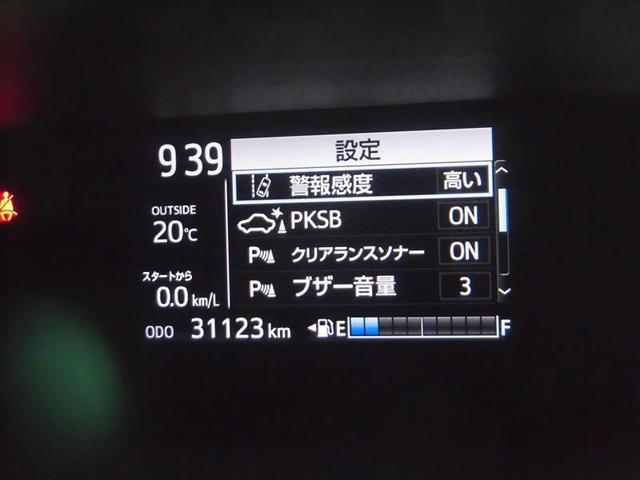 設定
9 39
警報感度 高い
OUTSIDE
20℃
PKSB ON
クリアランスソナー ON
スタートから
0.0 km/L
ブザー音量 3
ODO 31123 km E F